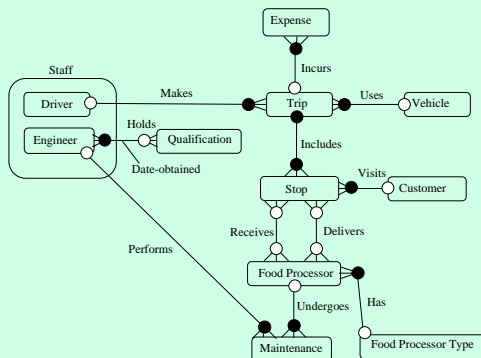 Expense
Incurs
Staff
Driver
Makes
Trip
Uses
Vehicle
Engineer
Holds
Qualification
Date-obtained
Includes
Stop
Visits
Customer
Receives
Delivers
Performs
Food Processor
Undergoes
Has
Maintenance
Food Processor Type